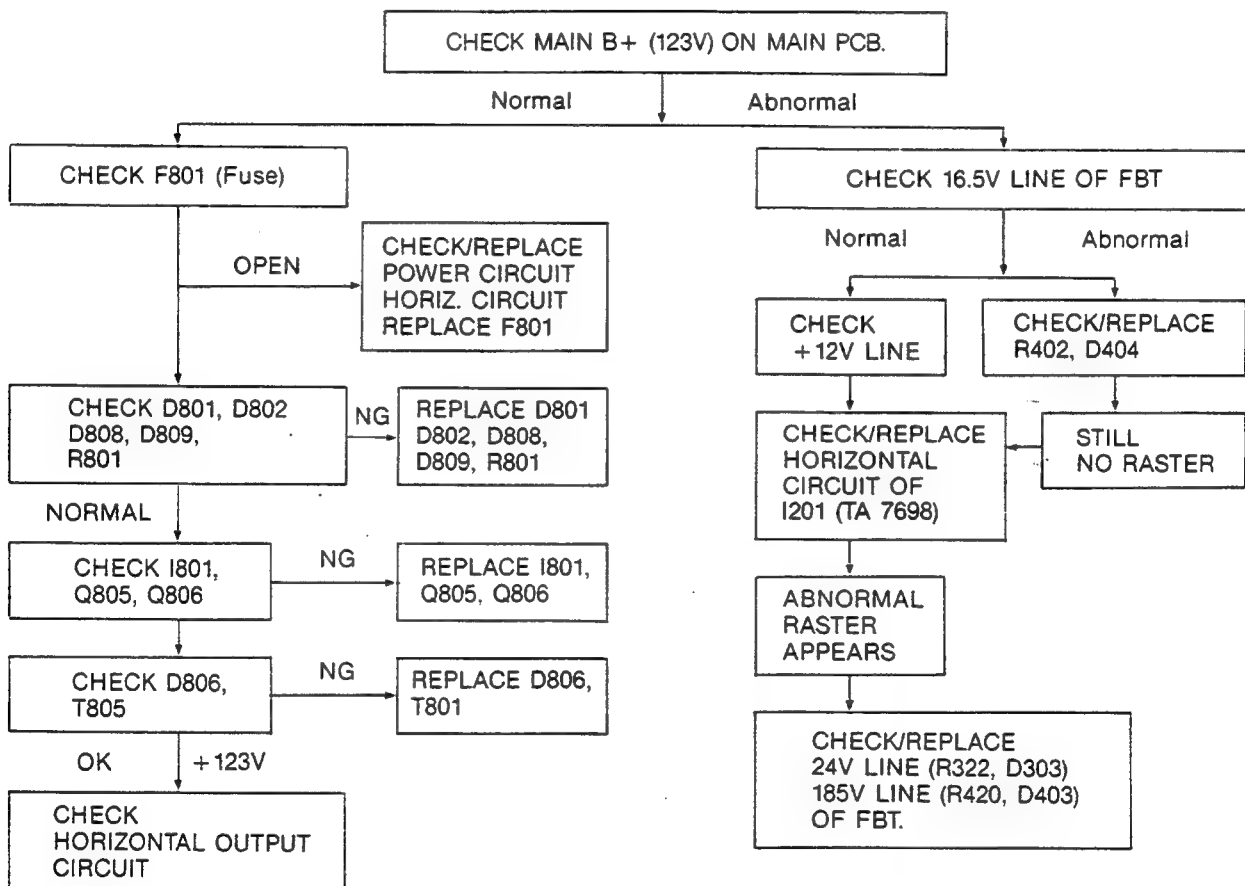 CHECK MAIN B+ (123V) ON MAIN PCB.
Normal
Abnormal
CHECK F801 (Fuse)
OPEN
CHECK/REPLACE
POWER CIRCUIT
HORIZ. CIRCUIT
REPLACE F801
CHECK D801, D802
D808, D809,
R801
NG
REPLACE D801
D802, D808,
D809, R801
NORMAL
CHECK I801,
Q805, Q806
NG
REPLACE I801,
Q805, Q806
CHECK D806,
T805
NG
REPLACE D806,
T801
OK
+123V
CHECK
HORIZONTAL OUTPUT
CIRCUIT
CHECK 16.5V LINE OF FBT
Normal
Abnormal
CHECK
+12V LINE
CHECK/REPLACE
R402, D404
CHECK/REPLACE
HORIZONTAL
CIRCUIT OF
I201 (TA 7698)
STILL
NO RASTER
ABNORMAL
RASTER
APPEARS
CHECK/REPLACE
24V LINE (R322, D303)
185V LINE (R420, D403)
OF FBT.